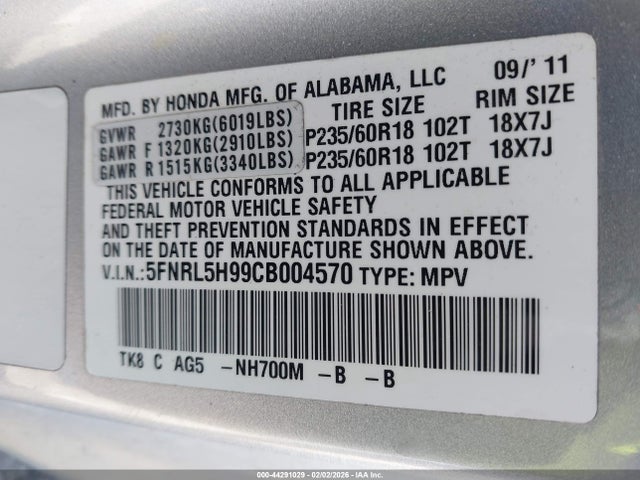 MFD. BY HONDA MFG. OF ALABAMA, LLC 09/'11
TIRE SIZE RIM SIZE
GVWR 2730KG(6019LBS)
GAWR F 1320KG(2910LBS) P235/60R18 102T 18X7J
GAWR R 1515KG(3340LBS) P235/60R18 102T 18X7J
THIS VEHICLE CONFORMS TO ALL APPLICABLE
FEDERAL MOTOR VEHICLE SAFETY
AND THEFT PREVENTION STANDARDS IN EFFECT
ON THE DATE OF MANUFACTURE SHOWN ABOVE.
V.I.N.:5FNRL5H99CB004570 TYPE: MPV
TK8 C AG5 -NH700M -B -B
000-44291029 - 02/02/2026 - IAA Inc.